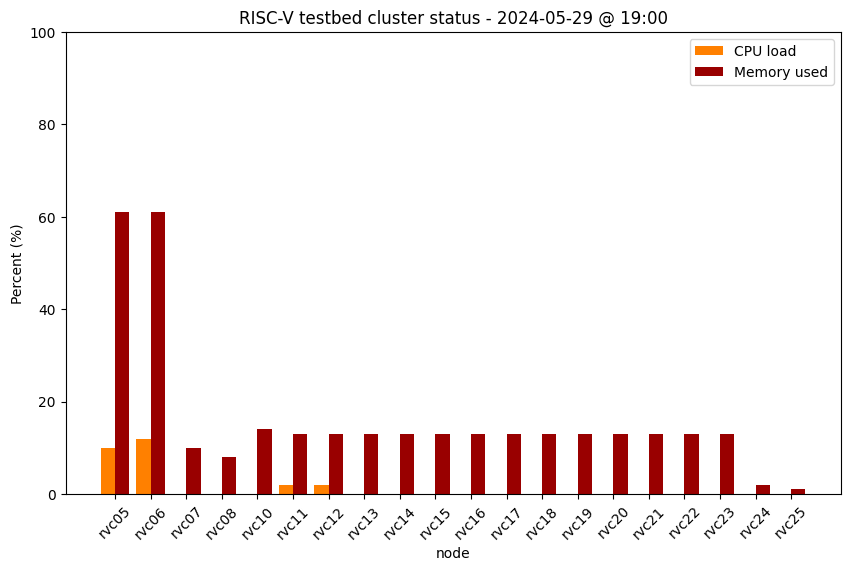 RISC-V testbed cluster status - 2024-05-29 @ 19:00
CPU load
Memory used
Percent (%)
100
80
60
40
20
0
rvc05
rvc06
rvc07
rvc08
rvc10
rvc11
rvc12
rvc13
rvc14
rvc15
rvc16
rvc17
rvc18
rvc19
rvc20
rvc21
rvc22
rvc23
rvc24
rvc25
node